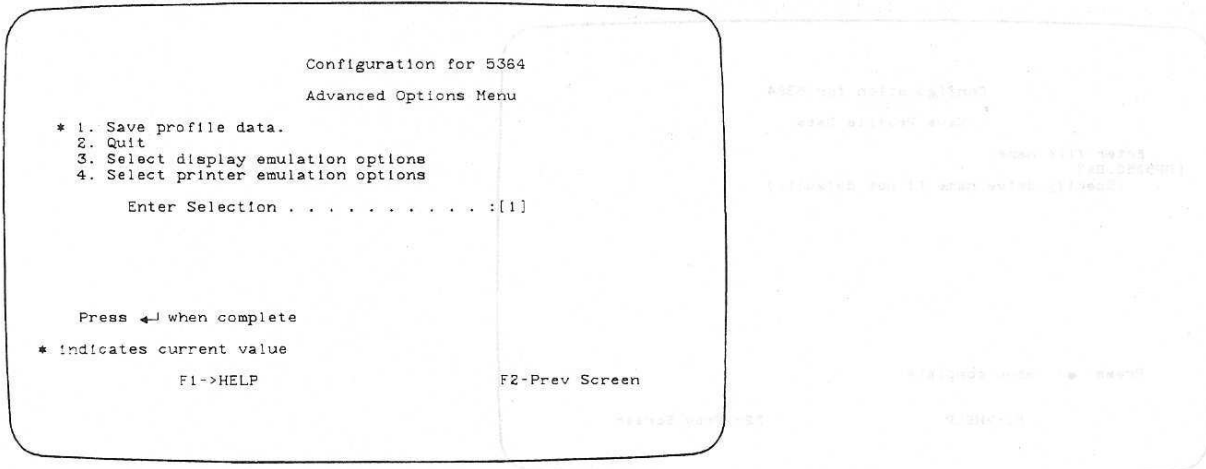 Configuration for 5364
Advanced Options Menu
* 1. Save profile data.
2. Quit
3. Select display emulation options
4. Select printer emulation options
Enter Selection . . . . . . . . . . . :[1]
Press ↵ when complete
* indicates current value
F1->HELP F2-Prev Screen